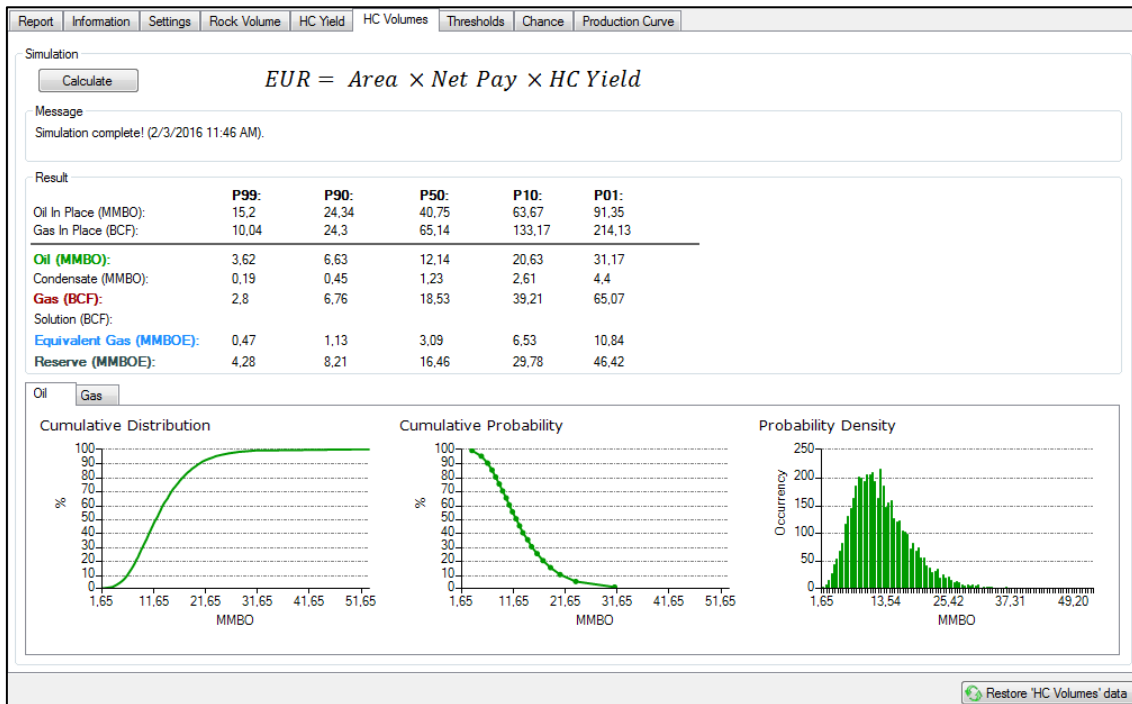 Report Information Settings Rock Volume HC Yield HC Volumes Thresholds Chance Production Curve
Simulation
Calculate
EUR = Area × Net Pay × HC Yield
Message
Simulation complete! (2/3/2016 11:46 AM).
Result
P99: P90: P50: P10: P01:
Oil In Place (MMBO): 15,2 24,34 40,75 63,67 91,35
Gas In Place (BCF): 10,04 24,3 65,14 133,17 214,13
Oil (MMBO): 3,62 6,63 12,14 20,63 31,17
Condensate (MMBO): 0,19 0,45 1,23 2,61 4,4
Gas (BCF): 2,8 6,76 18,53 39,21 65,07
Solution (BCF):
Equivalent Gas (MMBOE): 0,47 1,13 3,09 6,53 10,84
Reserve (MMBOE): 4,28 8,21 16,46 29,78 46,42
Oil Gas
Cumulative Distribution
100
90
80
70
60
50
40
30
20
10
0
%
1,65 11,65 21,65 31,65 41,65 51,65
MMBO
Cumulative Probability
100
90
80
70
60
50
40
30
20
10
0
%
1,65 11,65 21,65 31,65 41,65 51,65
MMBO
Probability Density
250
200
150
100
50
0
Occurrency
1,65 13,54 25,42 37,31 49,20
MMBO
Restore 'HC Volumes' data